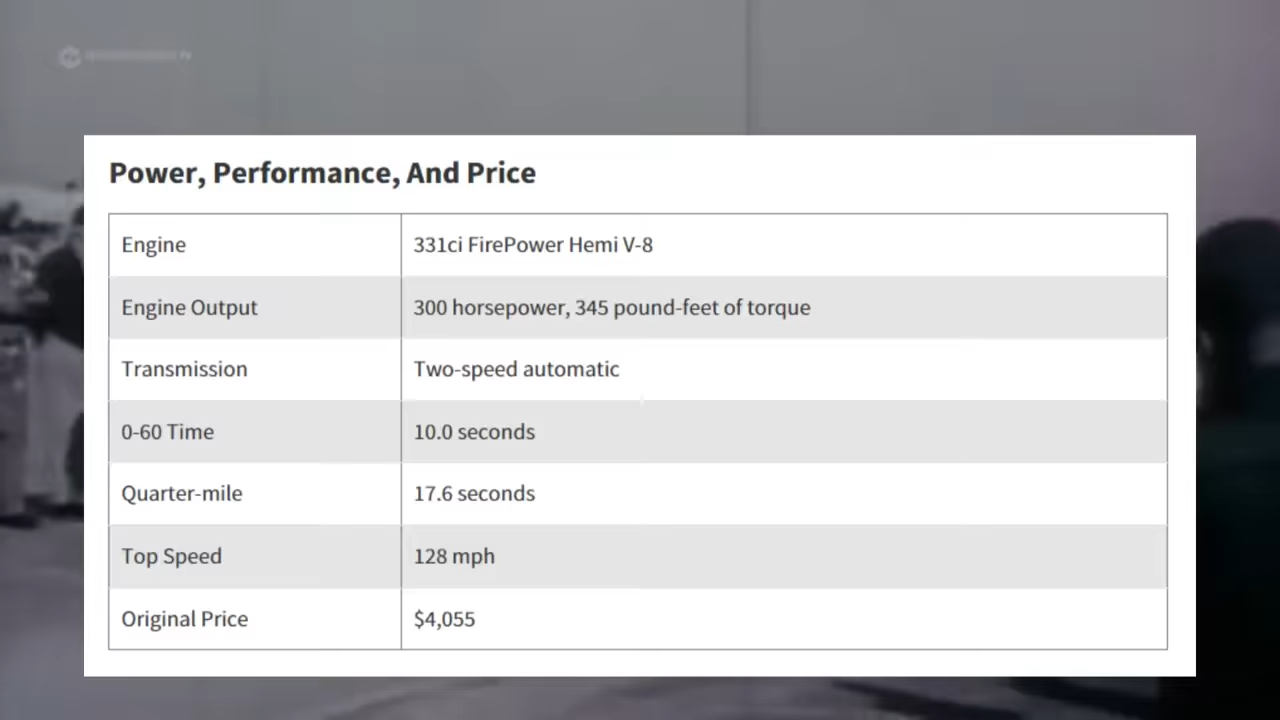 Power, Performance, And Price
Engine 331ci FirePower Hemi V-8
Engine Output 300 horsepower, 345 pound-feet of torque
Transmission Two-speed automatic
0-60 Time 10.0 seconds
Quarter-mile 17.6 seconds
Top Speed 128 mph
Original Price $4,055